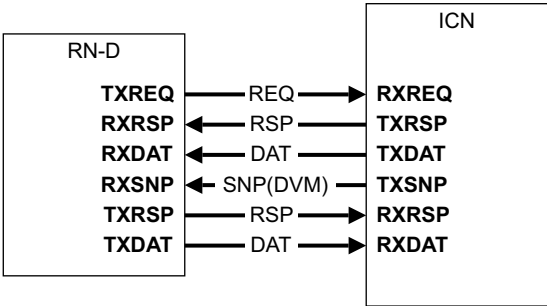 ICN
RN-D
TXREQ REQ RXREQ
RXRSP RSP TXRSP
RXDAT DAT TXDAT
RXSNP SNP(DVM) TXSNP
TXRSP RSP RXRSP
TXDAT DAT RXDAT